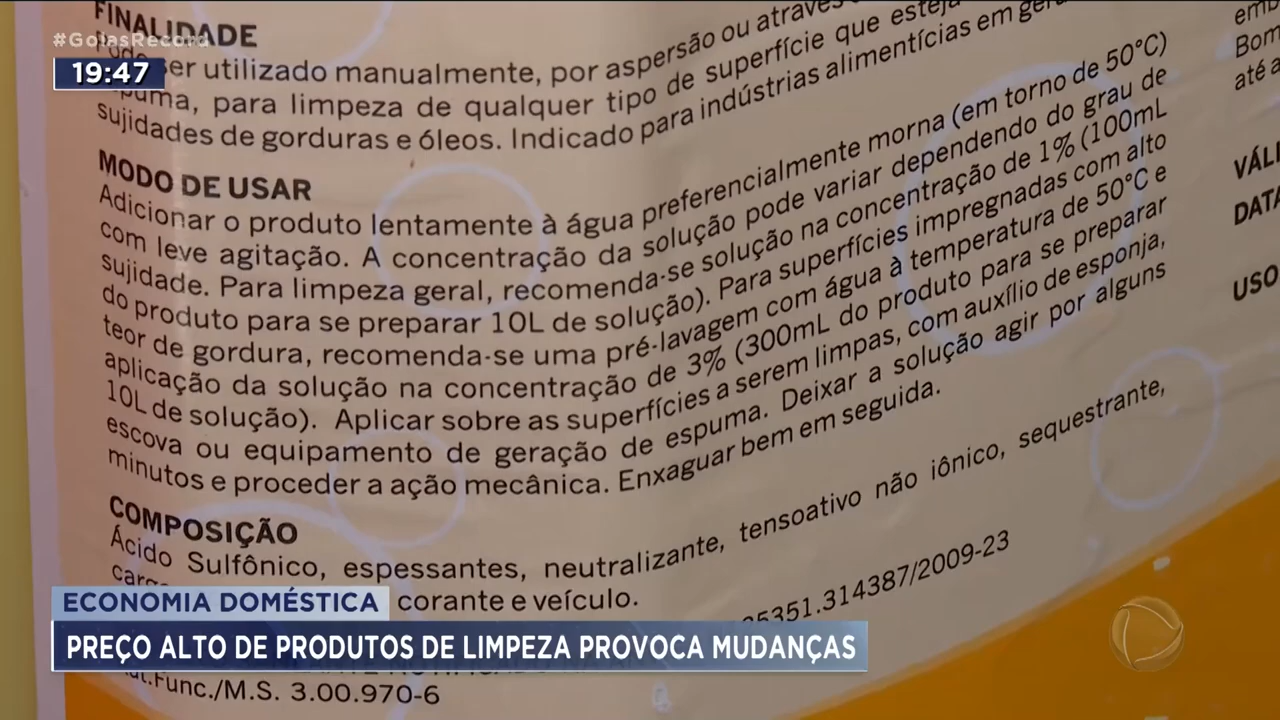 #GoiásRecord
19:47
FINALIDADE
ser utilizado manualmente, por aspersão ou através
espuma, para limpeza de qualquer tipo de superfície que esteja
sujidades de gorduras e óleos. Indicado para indústrias alimentícias em
MODO DE USAR
Adicionar o produto lentamente à água preferencialmente morna (em torno de 50°C)
com leve agitação. A concentração da solução pode variar dependendo do grau de
sujidade. Para limpeza geral, recomenda-se solução na concentração de 1% (100mL
do produto para se preparar 10L de solução). Para superfícies impregnadas com alto
teor de gordura, recomenda-se uma pré-lavagem com água à temperatura de 50°C e
aplicação da solução na concentração de 3% (300mL do produto para se preparar
10L de solução). Aplicar sobre as superfícies a serem limpas, com auxílio de esponja,
escova ou equipamento de geração de espuma. Deixar a solução agir por alguns
minutos e proceder a ação mecânica. Enxaguar bem em seguida.
COMPOSIÇÃO
Ácido Sulfônico, espessantes, neutralizante, tensoativo não iônico, sequestrante,
corante e veículo.
25351.314387/2009-23
Func./M.S. 3.00.970-6
Bom
até a
DATA
USO
ECONOMIA DOMÉSTICA
PREÇO ALTO DE PRODUTOS DE LIMPEZA PROVOCA MUDANÇAS